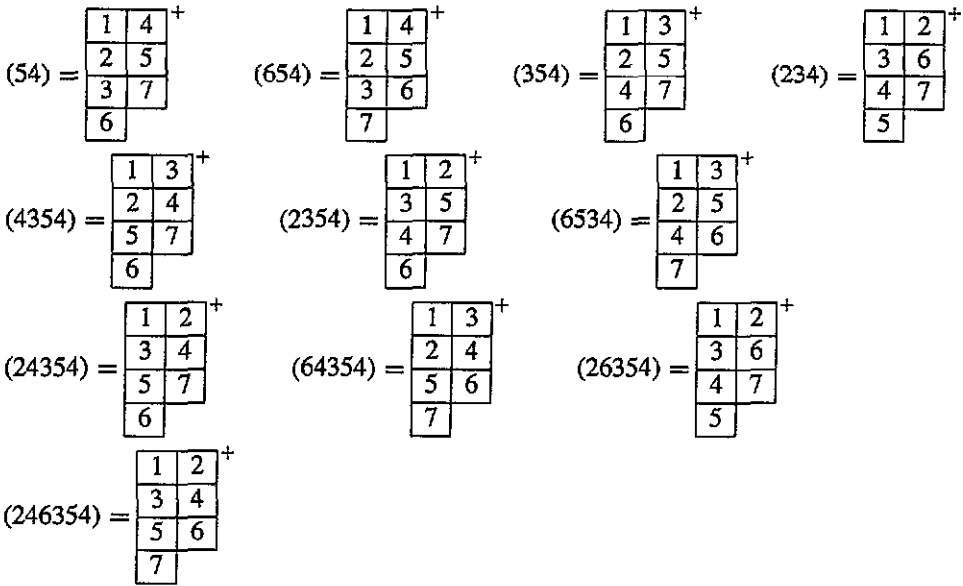 (54) = 1 4 + (654) = 1 4 + (354) = 1 3 + (234) = 1 2 +
2 5 2 5 2 5 3 6
3 7 3 6 4 7 4 7
6 7 6 5
(4354) = 1 3 + (2354) = 1 2 + (6534) = 1 3 +
2 4 3 5 2 5
5 7 4 7 4 6
6 6 7
(24354) = 1 2 + (64354) = 1 3 + (26354) = 1 2 +
3 4 2 4 3 6
5 7 5 6 4 7
6 7 5
(246354) = 1 2 +
3 4
5 6
7